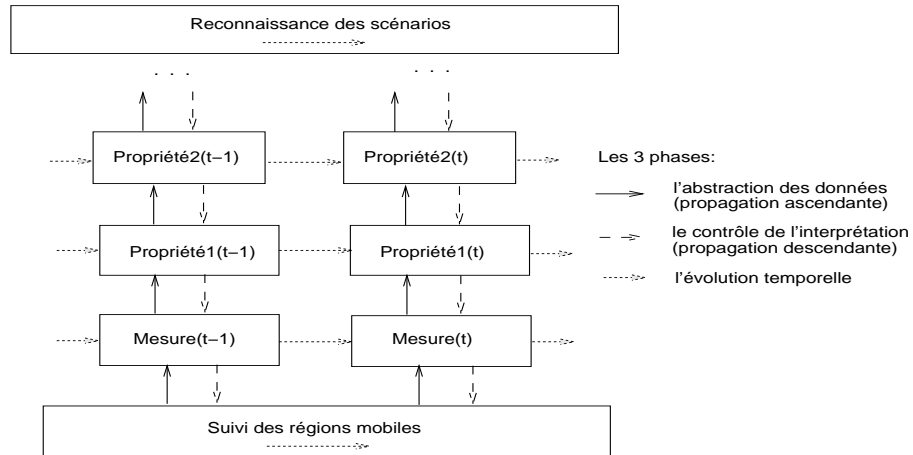 Reconnaissance des scénarios
. . .
. . .
Propriété2(t−1)
Propriété2(t)
Les 3 phases:
l'abstraction des données
(propagation ascendante)
le contrôle de l'interprétation
(propagation descendante)
Propriété1(t−1)
Propriété1(t)
l'évolution temporelle
Mesure(t−1)
Mesure(t)
Suivi des régions mobiles